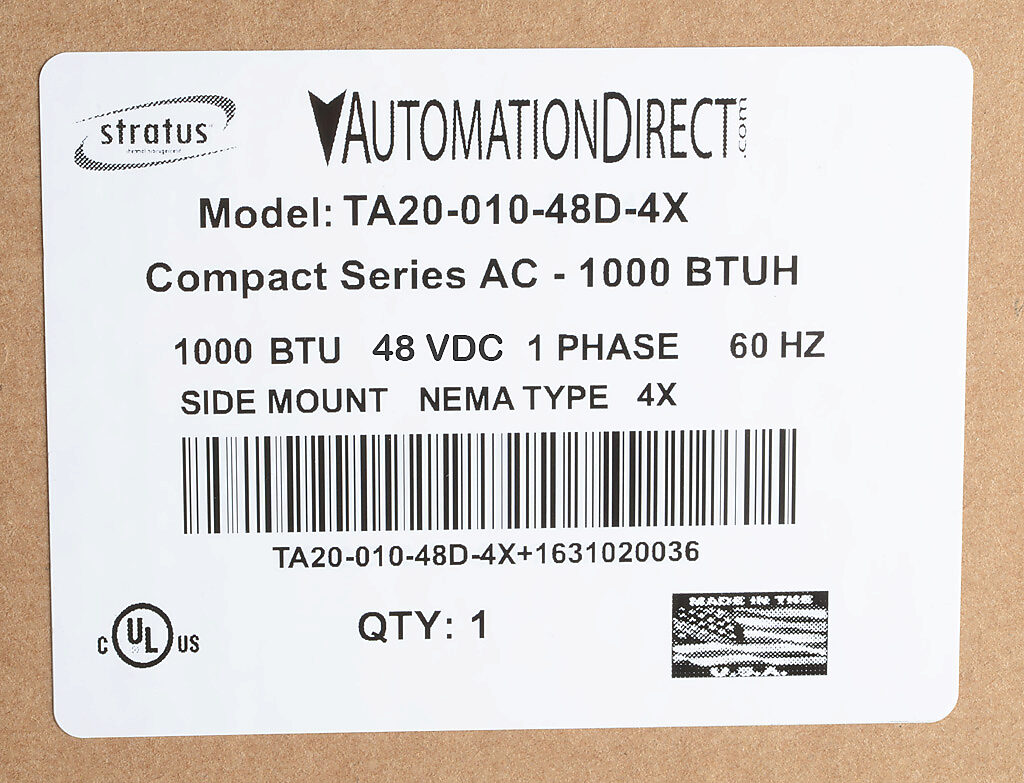 stratus
thermal management
AUTOMATIONDIRECT.com
Model: TA20-010-48D-4X
Compact Series AC - 1000 BTUH
1000 BTU 48 VDC 1 PHASE 60 HZ
SIDE MOUNT NEMA TYPE 4X
TA20-010-48D-4X+1631020036
C UL US
QTY: 1
MADE IN THE
U.S.A.